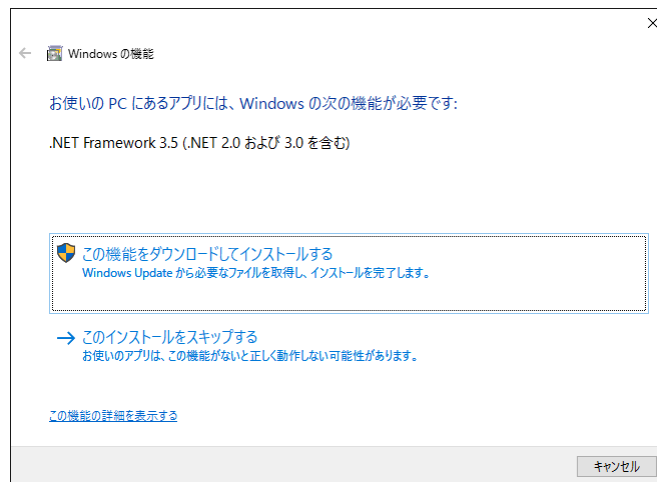 Windows の機能
お使いの PC にあるアプリには、Windows の次の機能が必要です:
.NET Framework 3.5 (.NET 2.0 および 3.0 を含む)
この機能をダウンロードしてインストールする
Windows Update から必要なファイルを取得し、インストールを完了します。
このインストールをスキップする
お使いのアプリは、この機能がないと正しく動作しない可能性があります。
この機能の詳細を表示する
キャンセル